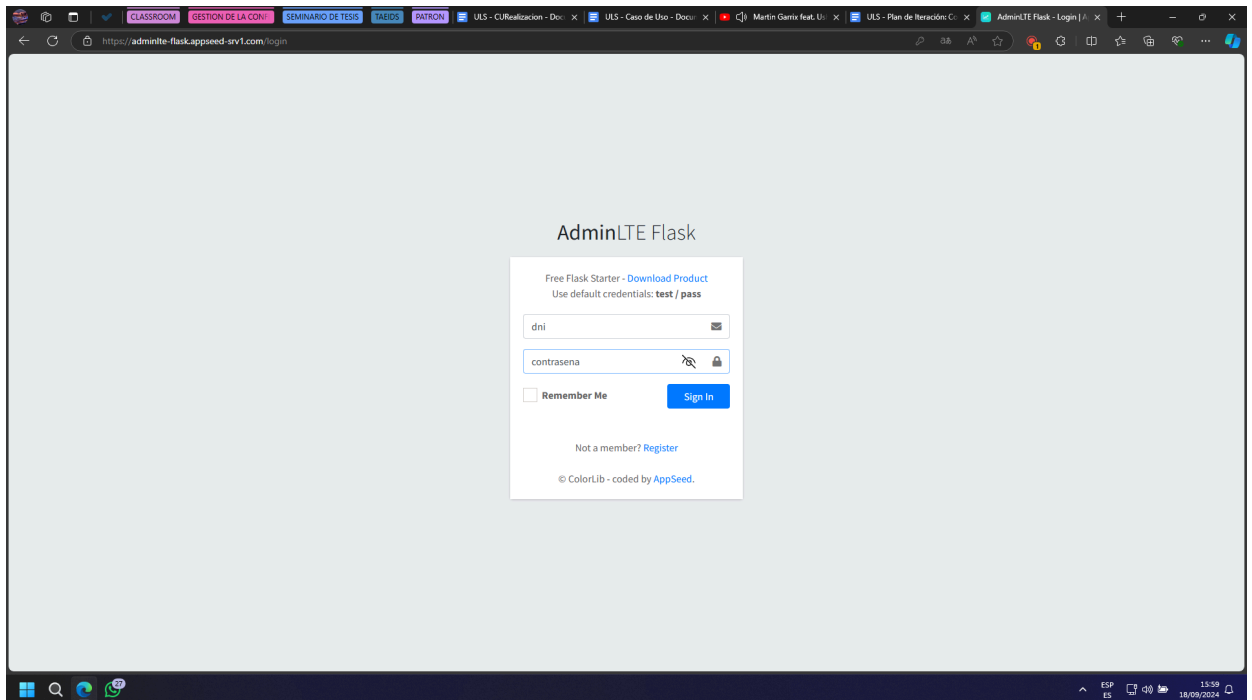 CLASSROOM
GESTION DE LA CONF
SEMINARIO DE TESIS
TAEIDS
PATRON
ULS - CURealizacion - Doc
ULS - Caso de Uso - Docum
Martin Garrix feat. Us
ULS - Plan de Iteración: Co
AdminLTE Flask - Login | A
https://adminlte-flask.appseed-srv1.com/login
1
AdminLTE Flask
Free Flask Starter - Download Product
Use default credentials: test / pass
dni
contrasena
Remember Me
Sign In
Not a member? Register
© ColorLib - coded by AppSeed.
27
ESP
ES
15:59
18/09/2024